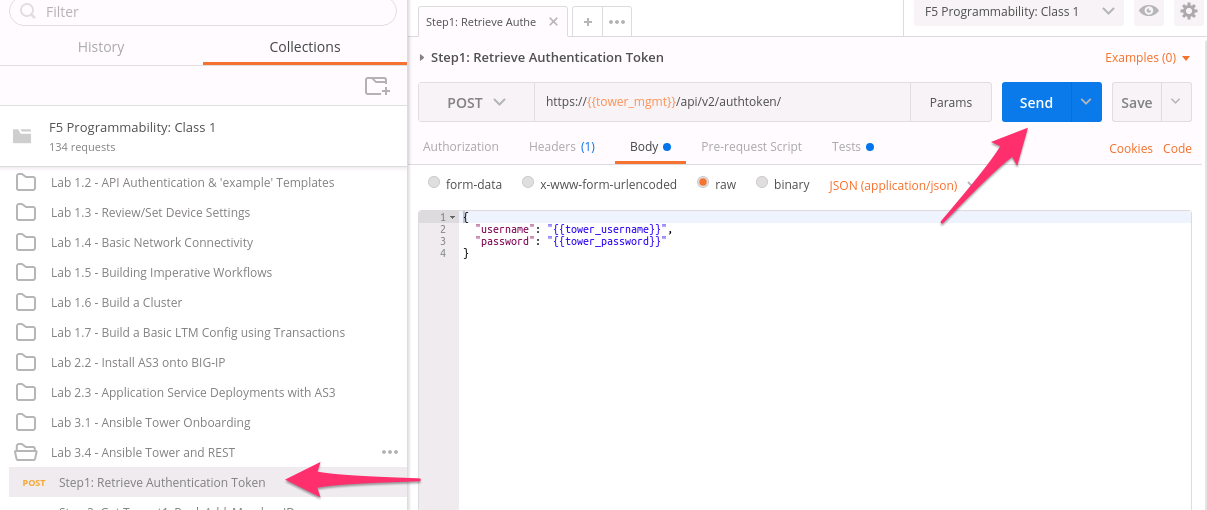 Filter
History
Collections
F5 Programmability: Class 1
134 requests
Lab 1.2 - API Authentication & 'example' Templates
Lab 1.3 - Review/Set Device Settings
Lab 1.4 - Basic Network Connectivity
Lab 1.5 - Building Imperative Workflows
Lab 1.6 - Build a Cluster
Lab 1.7 - Build a Basic LTM Config using Transactions
Lab 2.2 - Install AS3 onto BIG-IP
Lab 2.3 - Application Service Deployments with AS3
Lab 3.1 - Ansible Tower Onboarding
Lab 3.4 - Ansible Tower and REST
POST Step1: Retrieve Authentication Token
Step1: Retrieve Authe
F5 Programmability: Class 1
Step1: Retrieve Authentication Token
Examples (0)
POST https://{{tower_mgmt}}/api/v2/authtoken/ Params Send Save
Authorization Headers (1) Body Pre-request Script Tests Cookies Code
form-data x-www-form-urlencoded raw binary JSON (application/json)
1 {
2 "username": "{{tower_username}}",
3 "password": "{{tower_password}}"
4 }